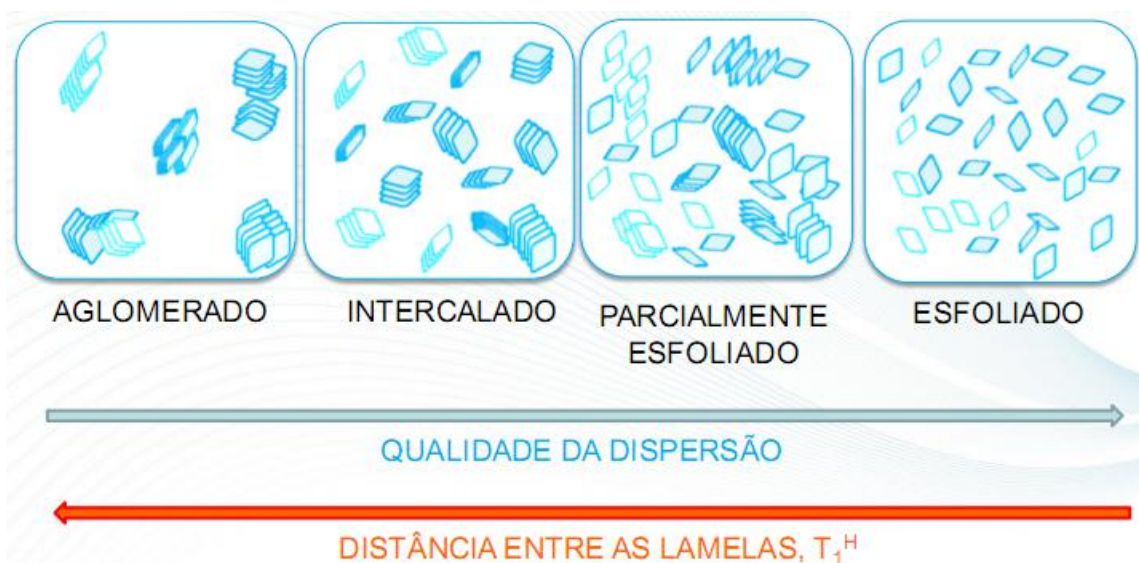 AGLOMERADO
INTERCALADO
PARCIALMENTE
ESFOLIADO
ESFOLIADO
QUALIDADE DA DISPERSÃO
DISTÂNCIA ENTRE AS LAMELAS, T₁ᴴ